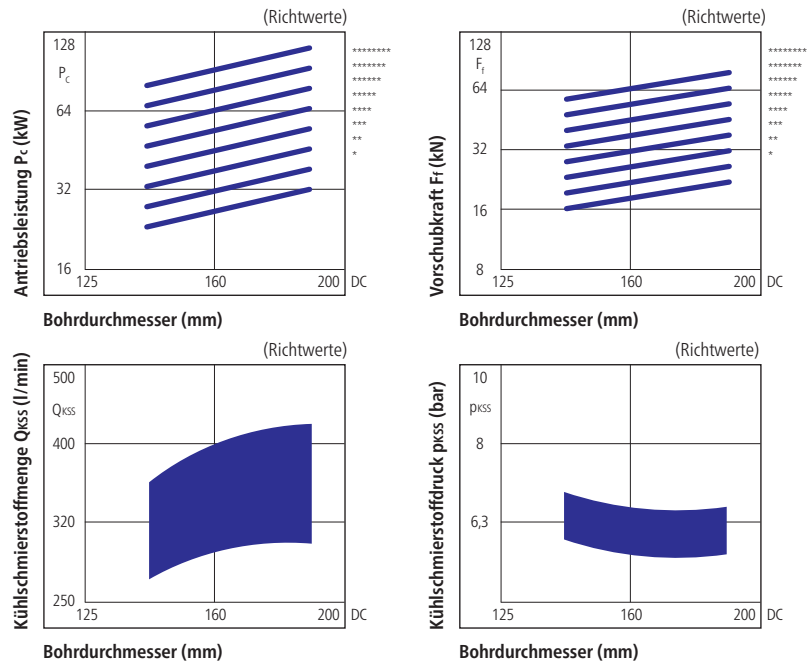 (Richtwerte)
128
Pc
64
32
16
125
160
200
DC
********
*******
******
*****
****
***
**
*
Antriebsleistung Pc (kW)
Bohrdurchmesser (mm)
(Richtwerte)
128
Ff
64
32
16
8
125
160
200
DC
********
*******
******
*****
****
***
**
*
Vorschubkraft Ff (kN)
Bohrdurchmesser (mm)
(Richtwerte)
500
QKSS
400
320
250
125
160
200
DC
Kühlschmierstoffmenge QKSS (l/min)
Bohrdurchmesser (mm)
(Richtwerte)
10
pKSS
8
6,3
125
160
200
DC
Kühlschmierstoffdruck pKSS (bar)
Bohrdurchmesser (mm)